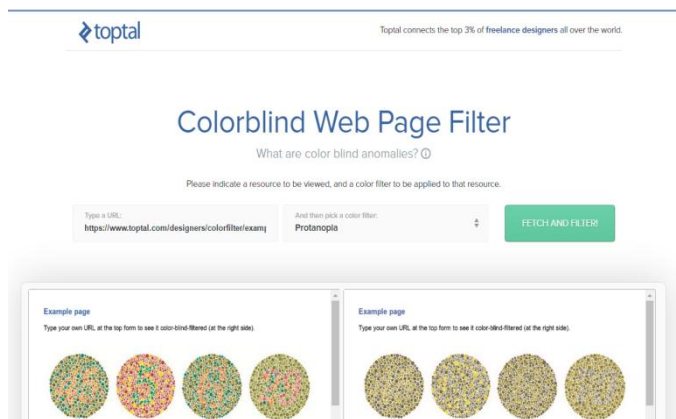 toptal
Toptal connects the top 3% of freelance designers all over the world.
Colorblind Web Page Filter
What are color blind anomalies?
Please indicate a resource to be viewed, and a color filter to be applied to that resource.
Type a URL:
https://www.toptal.com/designers/colorfilter/examp
And then pick a color filter:
Protanopia
FETCH AND FILTER!
Example page
Type your own URL at the top form to see it color-blind-filtered (at the right side).
Example page
Type your own URL at the top form to see it color-blind-filtered (at the right side).